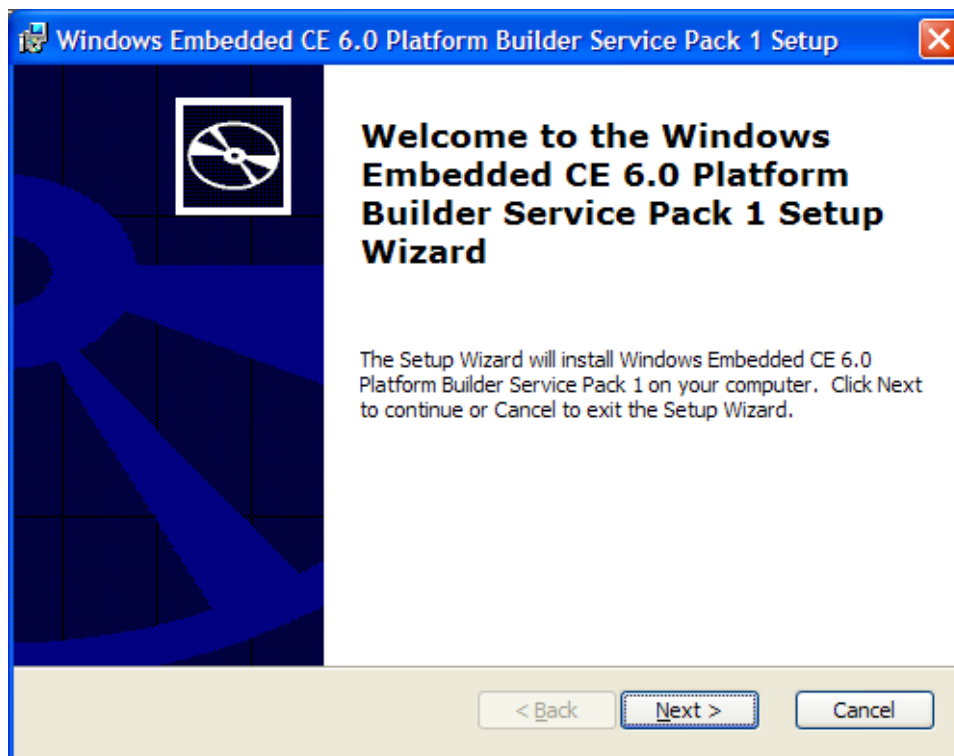 Windows Embedded CE 6.0 Platform Builder Service Pack 1 Setup
Welcome to the Windows
Embedded CE 6.0 Platform
Builder Service Pack 1 Setup
Wizard
The Setup Wizard will install Windows Embedded CE 6.0
Platform Builder Service Pack 1 on your computer.  Click Next
to continue or Cancel to exit the Setup Wizard.
< Back Next > Cancel